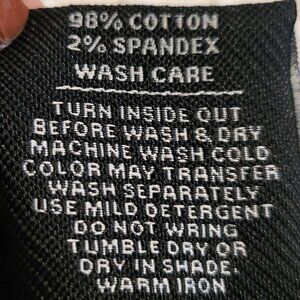 98% COTTON
2% SPANDEX
WASH CARE
TURN INSIDE OUT
BEFORE WASH & DRY
MACHINE WASH COLD
COLOR MAY TRANSFER
WASH SEPARATELY
USE MILD DETERGENT
DO NOT WRING
TUMBLE DRY OR
DRY IN SHADE.
WARM IRON